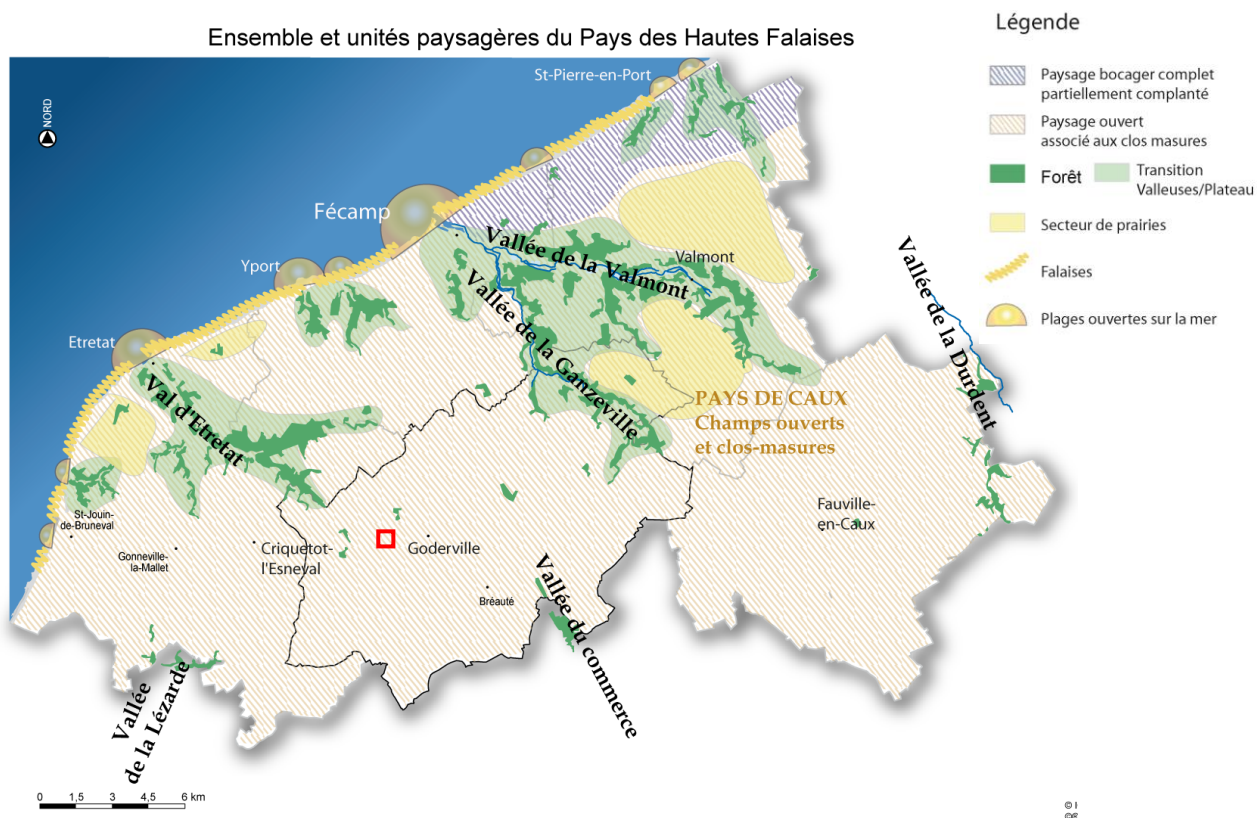 Ensemble et unités paysagères du Pays des Hautes Falaises
Légende
Paysage bocager complet
partiellement complanté
Paysage ouvert
associé aux clos masures
Forêt
Transition
Valleuses/Plateau
Secteur de prairies
Falaises
Plages ouvertes sur la mer
NORD
St-Pierre-en-Port
Fécamp
Yport
Etretat
Vallée de la Valmont
Valmont
Vallée de la Ganzeville
Vallée de la Durdent
Val d'Etretat
PAYS DE CAUX
Champs ouverts
et clos-masures
St-Jouin-
de-Bruneval
Gonneville-
la-Mallet
Criquetot-
l'Esneval
Goderville
Bréauté
Fauville-
en-Caux
Vallée du commerce
Vallée
de la Lézarde
0 1,5 3 4,5 6 km